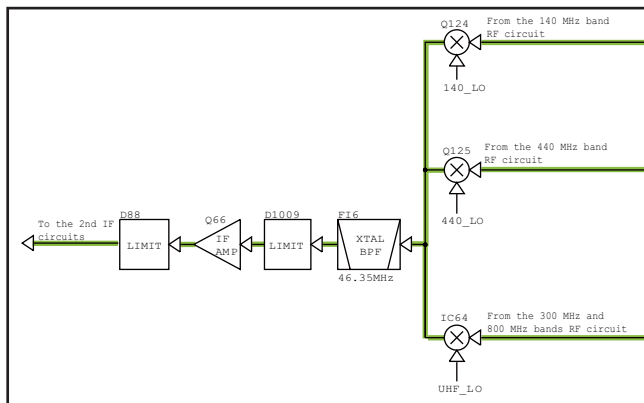 Q124
From the 140 MHz band
RF circuit
140_LO
Q125
From the 440 MHz band
RF circuit
440_LO
To the 2nd IF
circuits
D88
LIMIT
Q66
IF
AMP
D1009
LIMIT
FI6
XTAL
BPF
46.35MHz
IC64
From the 300 MHz and
800 MHz bands RF circuit
UHF_LO